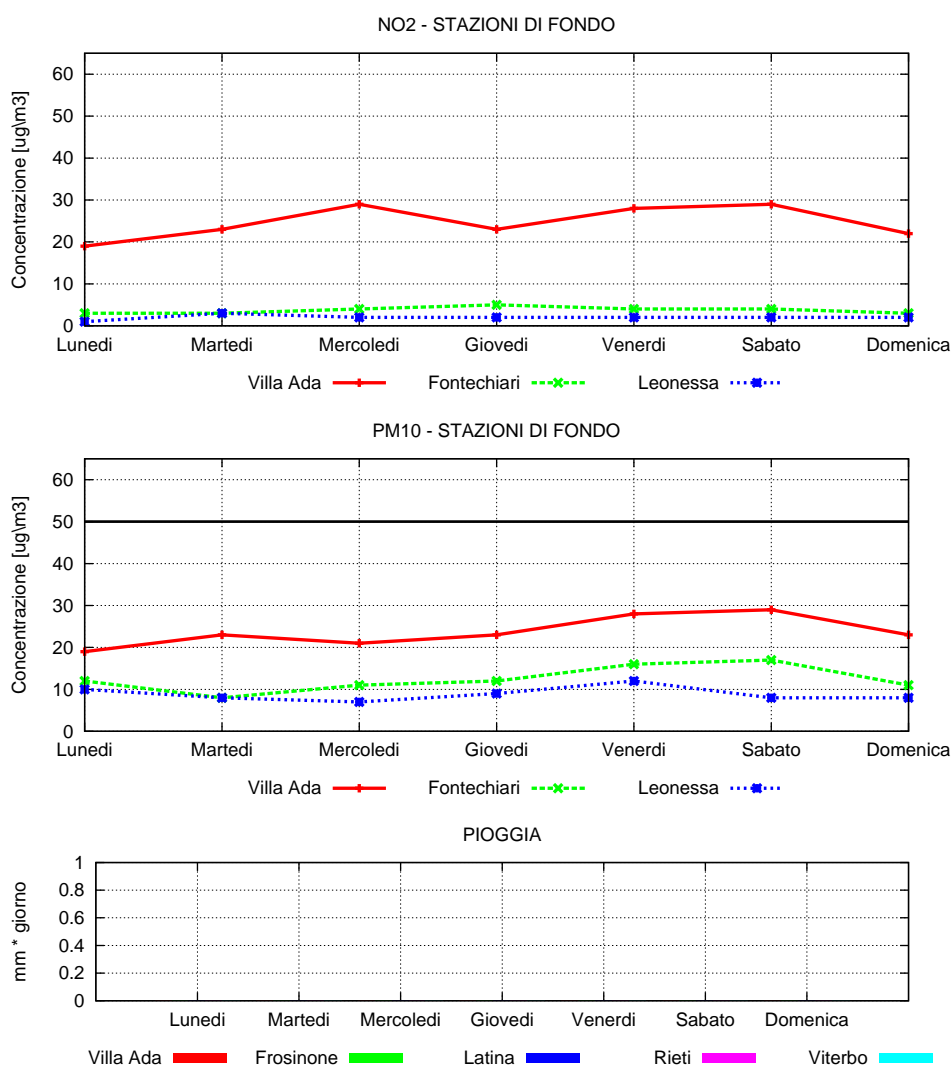 NO2 - STAZIONI DI FONDO
Concentrazione [ug\m3]
60
50
40
30
20
10
0
Lunedi Martedi Mercoledi Giovedi Venerdi Sabato Domenica
Villa Ada Fontechiari Leonessa
PM10 - STAZIONI DI FONDO
Concentrazione [ug\m3]
60
50
40
30
20
10
0
Lunedi Martedi Mercoledi Giovedi Venerdi Sabato Domenica
Villa Ada Fontechiari Leonessa
PIOGGIA
mm * giorno
1
0.8
0.6
0.4
0.2
0
Lunedi Martedi Mercoledi Giovedi Venerdi Sabato Domenica
Villa Ada Frosinone Latina Rieti Viterbo